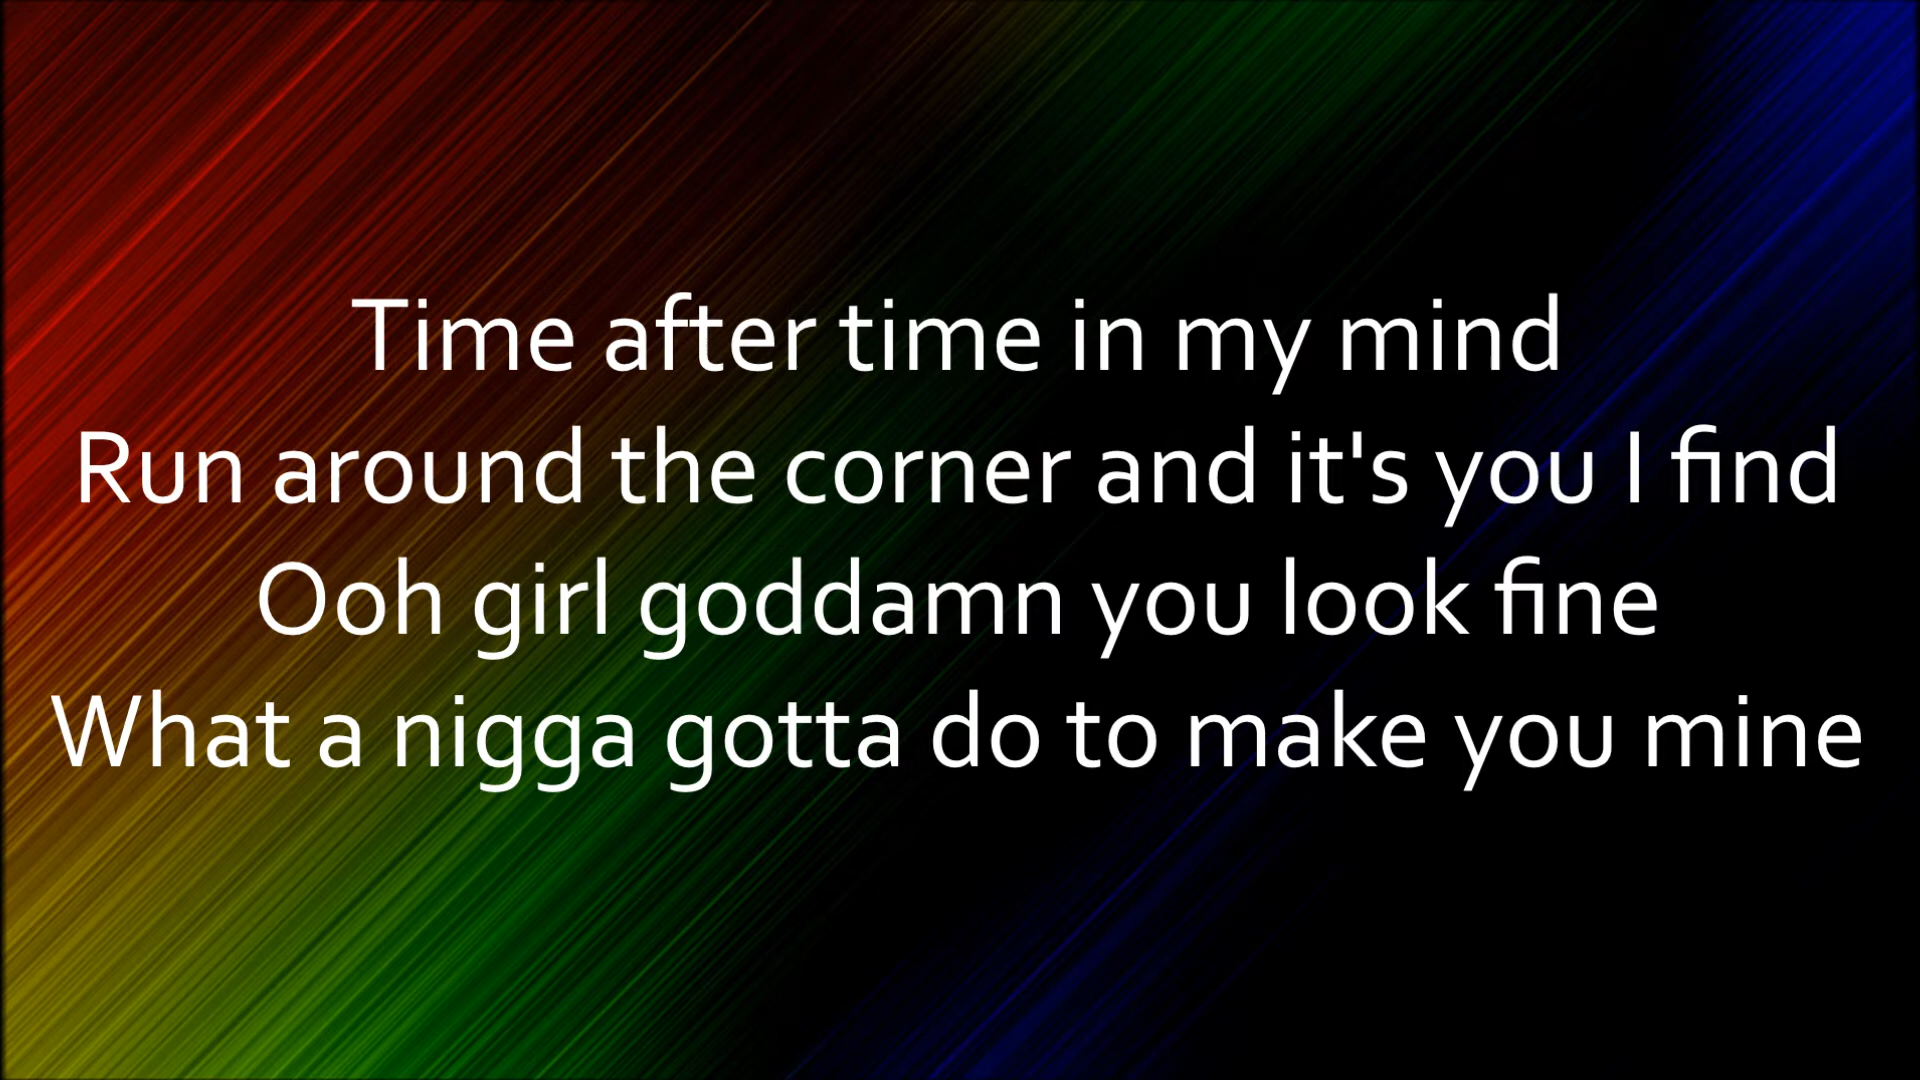 Time after time in my mind
Run around the corner and it's you I find
Ooh girl goddamn you look fine
What a nigga gotta do to make you mine